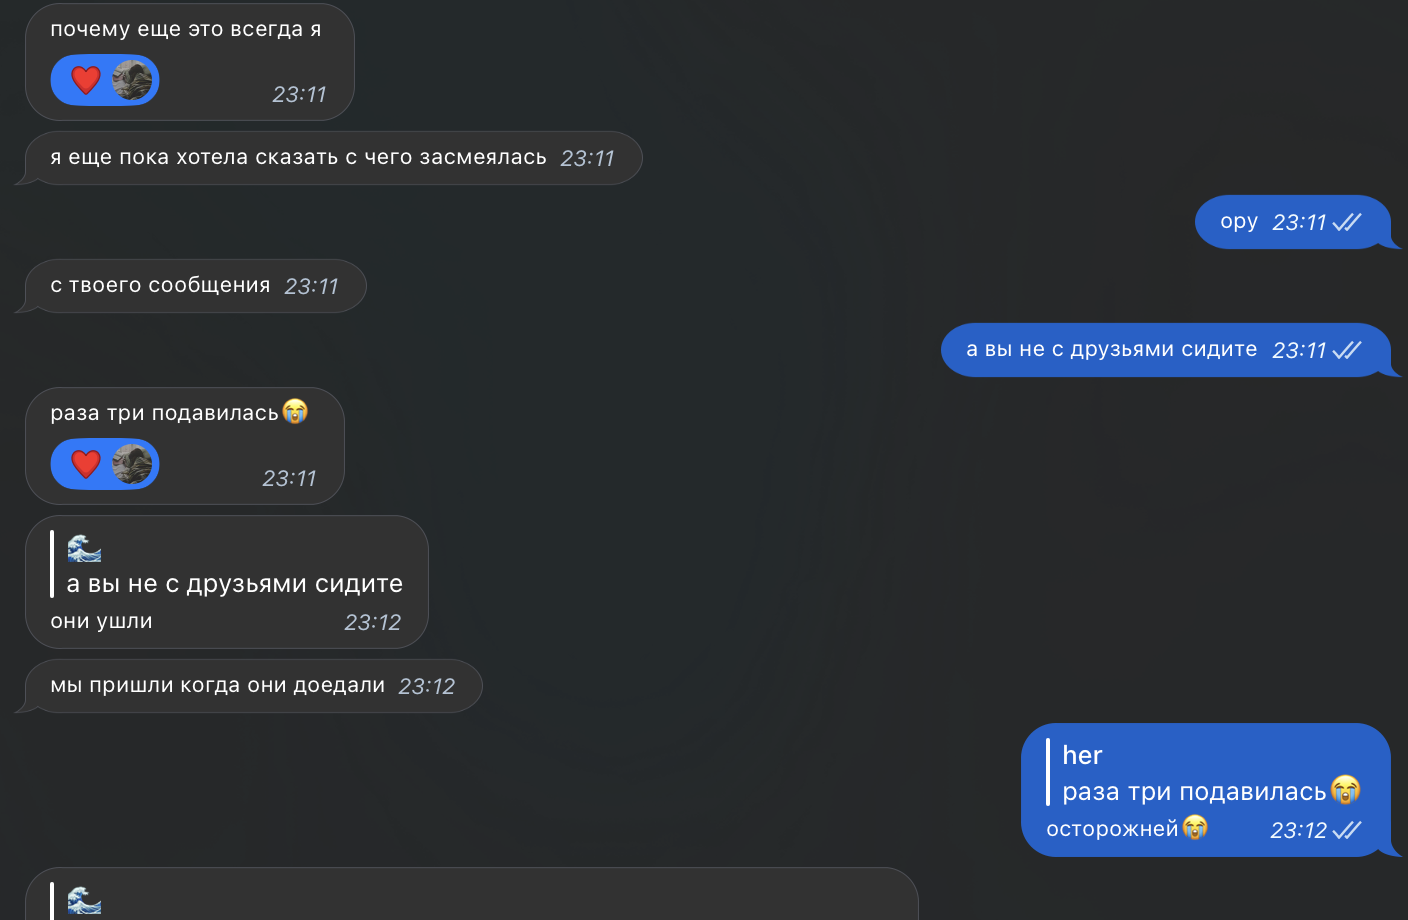 почему еще это всегда я
❤️
23:11
я еще пока хотела сказать с чего засмеялась 23:11
ору 23:11
с твоего сообщения 23:11
а вы не с друзьями сидите 23:11
раза три подавилась😭
❤️
23:11
🌊
а вы не с друзьями сидите
они ушли 23:12
мы пришли когда они доедали 23:12
her
раза три подавилась😭
осторожней😭 23:12
🌊